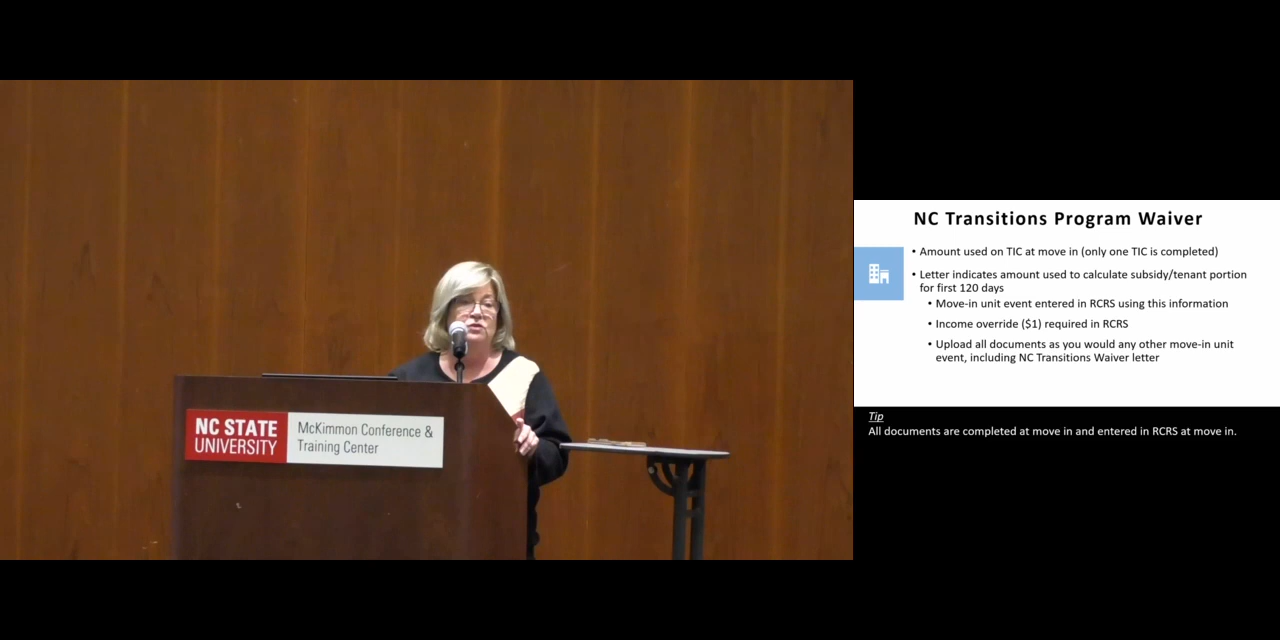 NC STATE
UNIVERSITY
McKimmon Conference &
Training Center
NC Transitions Program Waiver
• Amount used on TIC at move in (only one TIC is completed)
• Letter indicates amount used to calculate subsidy/tenant portion
for first 120 days
• Move-in unit event entered in RCRS using this information
• Income override ($1) required in RCRS
• Upload all documents as you would any other move-in unit
event, including NC Transitions Waiver letter
Tip
All documents are completed at move in and entered in RCRS at move in.